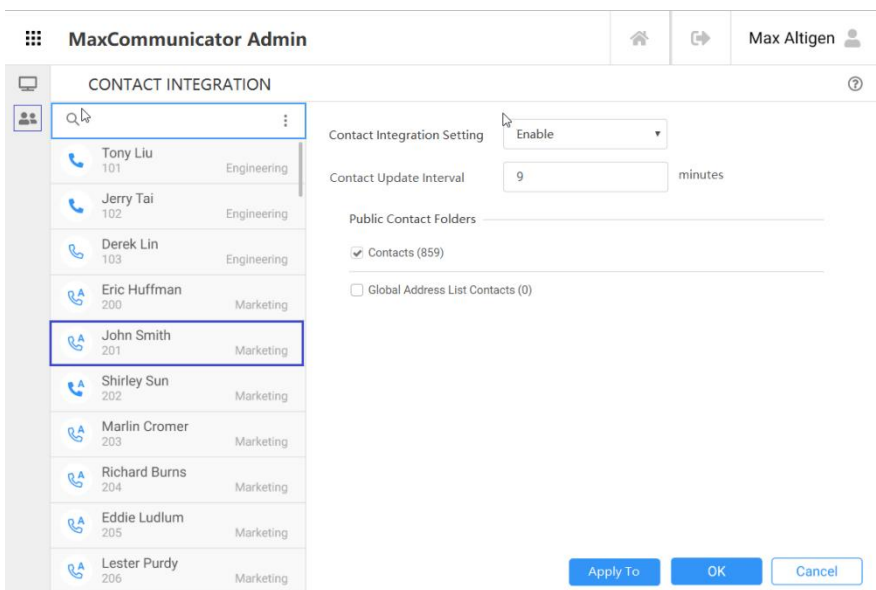 MaxCommunicator Admin
Max Altigen
CONTACT INTEGRATION
Tony Liu
101 Engineering
Jerry Tai
102 Engineering
Derek Lin
103 Engineering
A
Eric Huffman
200 Marketing
A
John Smith
201 Marketing
A
Shirley Sun
202 Marketing
A
Marlin Cromer
203 Marketing
A
Richard Burns
204 Marketing
A
Eddie Ludlum
205 Marketing
A
Lester Purdy
206 Marketing
Contact Integration Setting Enable
Contact Update Interval 9 minutes
Public Contact Folders
Contacts (859)
Global Address List Contacts (0)
Apply To OK Cancel